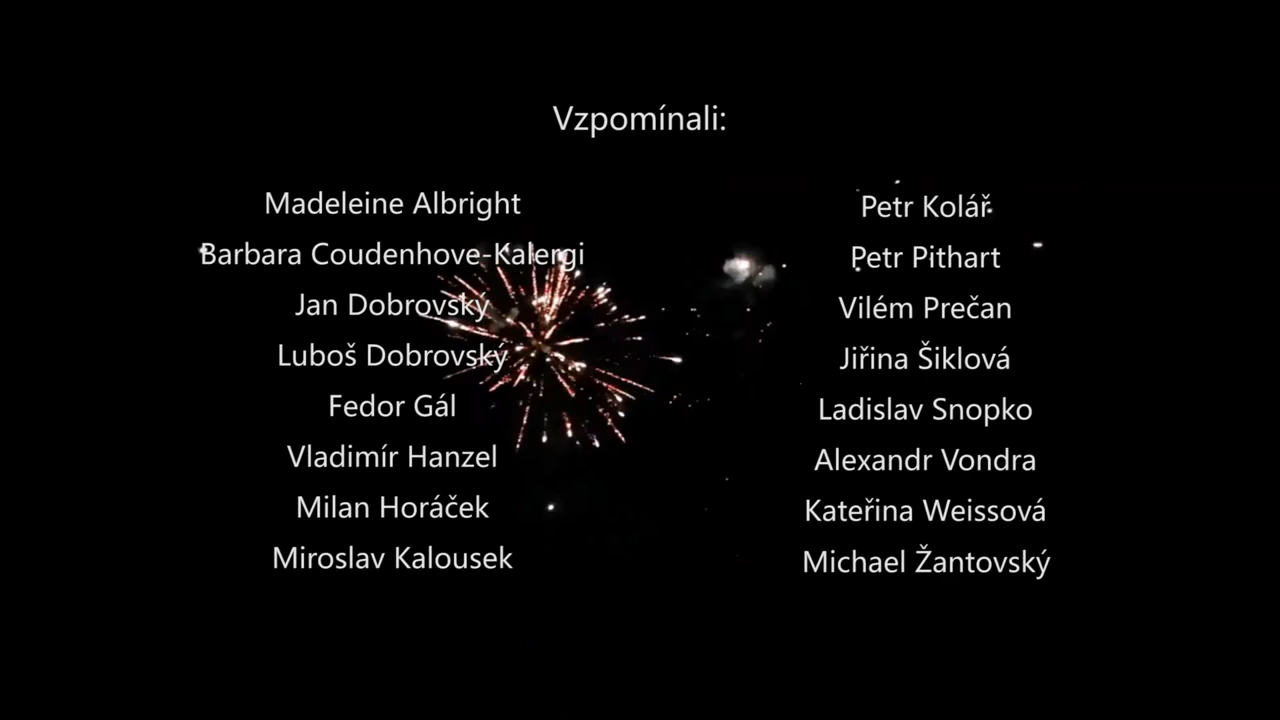 Vzpomínali:
Madeleine Albright
Barbara Coudenhove-Kalergi
Jan Dobrovský
Luboš Dobrovský
Fedor Gál
Vladimír Hanzel
Milan Horáček
Miroslav Kalousek
Petr Kolář
Petr Pithart
Vilém Prečan
Jiřina Šiklová
Ladislav Snopko
Alexandr Vondra
Kateřina Weissová
Michael Žantovský